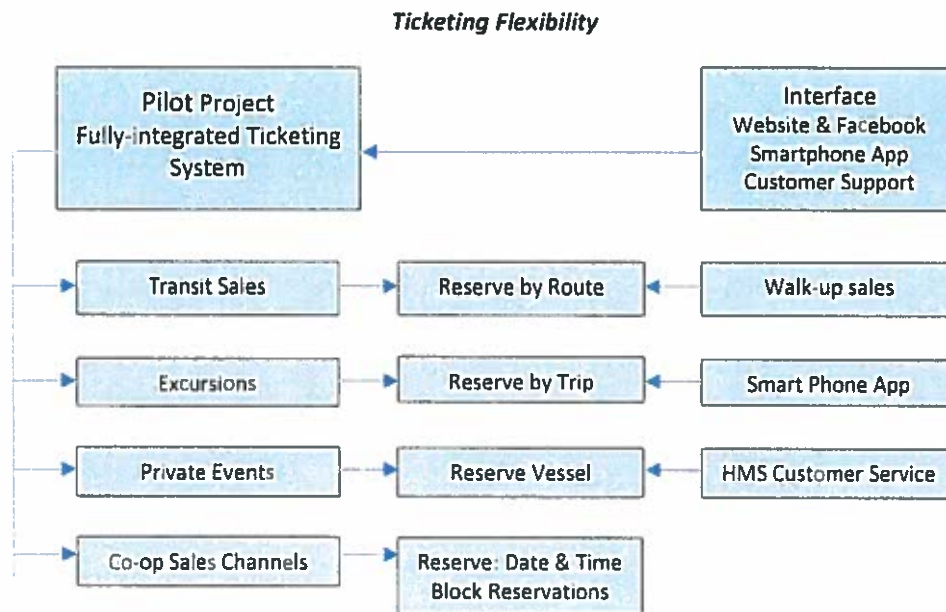 Ticketing Flexibility
Pilot Project
Fully-integrated Ticketing
System
Interface
Website & Facebook
Smartphone App
Customer Support
Transit Sales
Reserve by Route
Walk-up sales
Excursions
Reserve by Trip
Smart Phone App
Private Events
Reserve Vessel
HMS Customer Service
Co-op Sales Channels
Reserve: Date & Time
Block Reservations